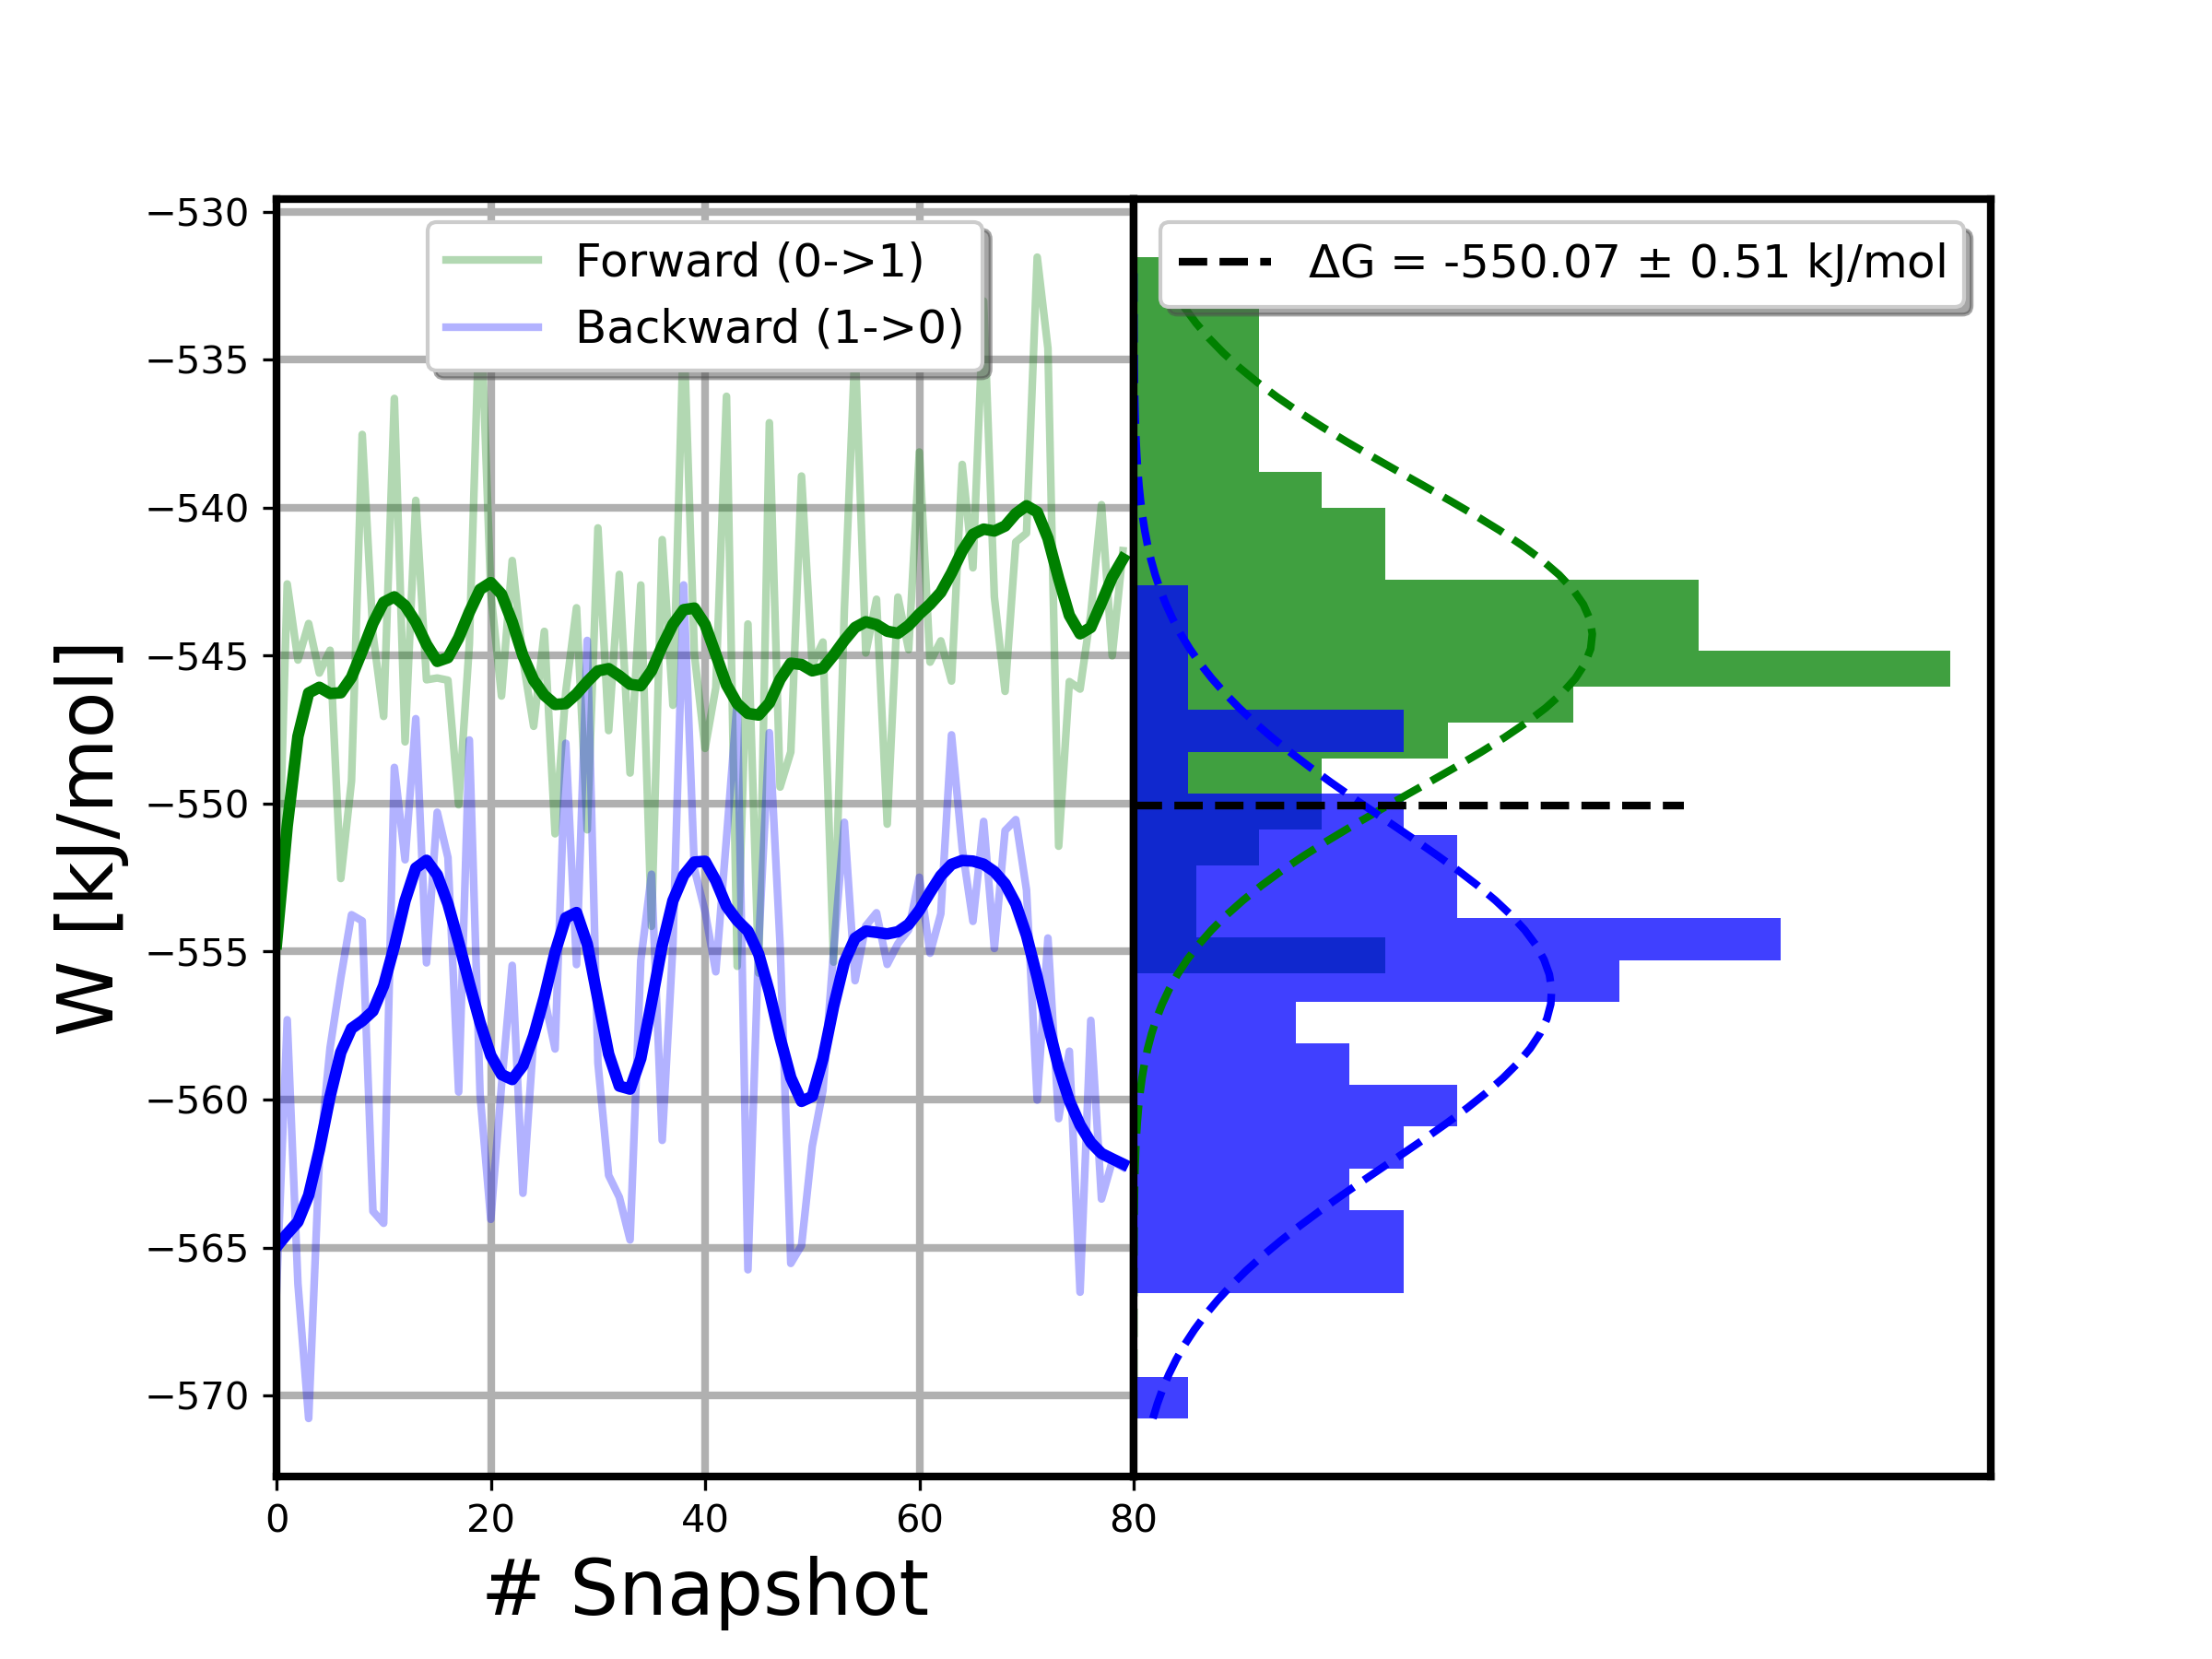 Forward (0->1)
Backward (1->0)
ΔG = -550.07 ± 0.51 kJ/mol
−530
−535
−540
−545
−550
−555
−560
−565
−570
W [kJ/mol]
0 20 40 60 80
# Snapshot